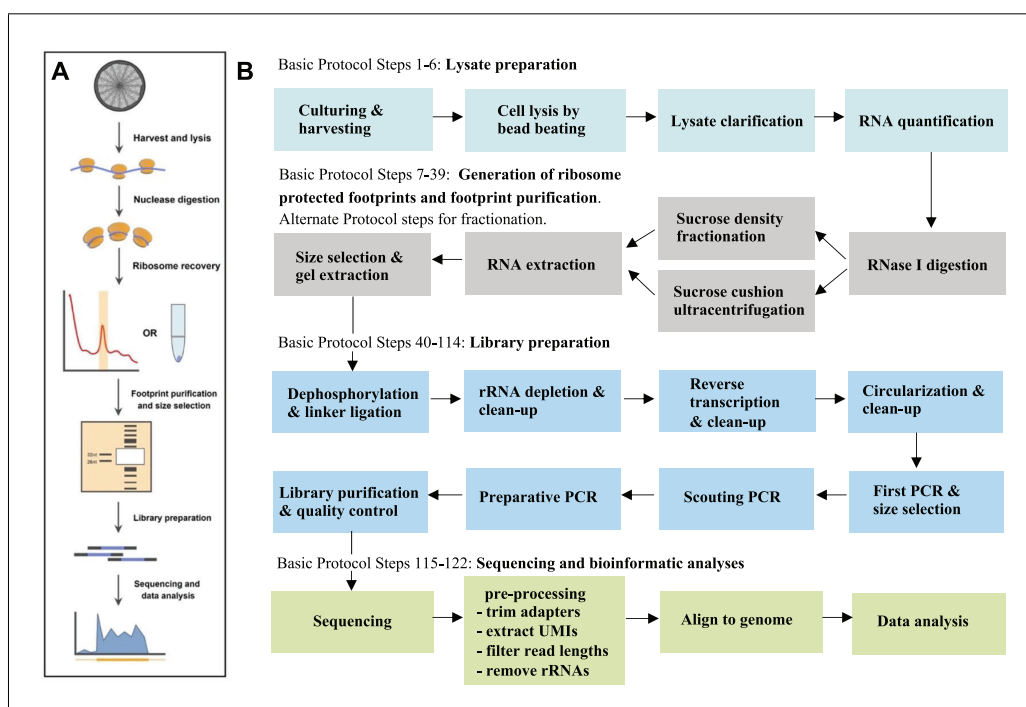 A
Harvest and lysis
Nuclease digestion
Ribosome recovery
OR
Footprint purification
and size selection
32nt
28nt
Library preparation
Sequencing and
data analysis
B
Basic Protocol Steps 1-6: Lysate preparation
Culturing &
harvesting
Cell lysis by
bead beating
Lysate clarification
RNA quantification
Basic Protocol Steps 7-39: Generation of ribosome
protected footprints and footprint purification.
Alternate Protocol steps for fractionation.
Size selection &
gel extraction
RNA extraction
Sucrose density
fractionation
Sucrose cushion
ultracentrifugation
RNase I digestion
Basic Protocol Steps 40-114: Library preparation
Dephosphorylation
& linker ligation
rRNA depletion &
clean-up
Reverse
transcription
& clean-up
Circularization &
clean-up
Library purification
& quality control
Preparative PCR
Scouting PCR
First PCR &
size selection
Basic Protocol Steps 115-122: Sequencing and bioinformatic analyses
Sequencing
pre-processing
- trim adapters
- extract UMIs
- filter read lengths
- remove rRNAs
Align to genome
Data analysis